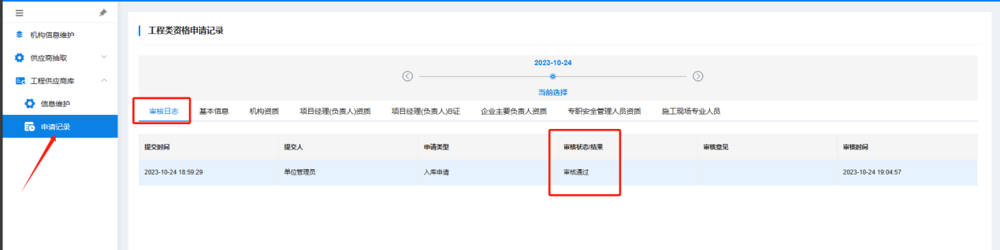 机构信息维护
供应商抽取
工程供应商库
信息维护
申请记录
工程类资格申请记录
2023-10-24
当前选择
审核日志 基本信息 机构资质 项目经理(负责人)资质 项目经理(负责人)B证 企业主要负责人资质 专职安全管理人员资质 施工现场专业人员
提交时间 提交人 申请类型 审核状态/结果 审核意见 审核时间
2023-10-24 18:59:29 单位管理员 入库申请 审核通过 2023-10-24 19:04:57